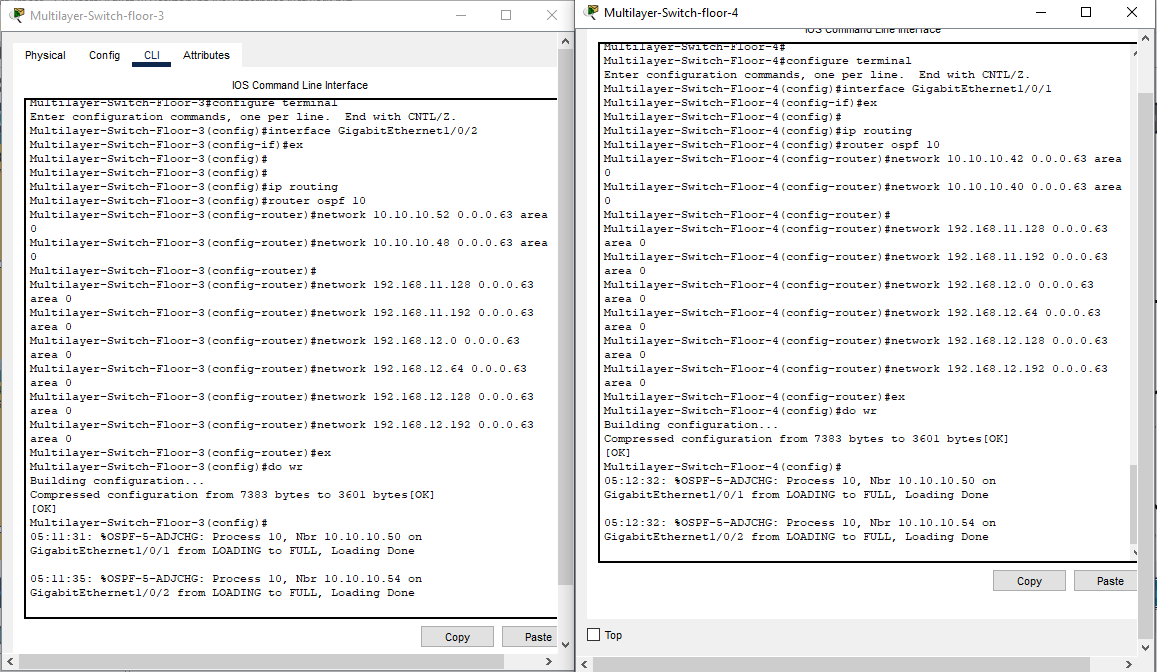 Multilayer-Switch-floor-3
Physical Config CLI Attributes
IOS Command Line Interface
Multilayer-Switch-Floor-3#configure terminal
Enter configuration commands, one per line.  End with CNTL/Z.
Multilayer-Switch-Floor-3(config)#interface GigabitEthernet1/0/2
Multilayer-Switch-Floor-3(config-if)#ex
Multilayer-Switch-Floor-3(config)#
Multilayer-Switch-Floor-3(config)#
Multilayer-Switch-Floor-3(config)#ip routing
Multilayer-Switch-Floor-3(config)#router ospf 10
Multilayer-Switch-Floor-3(config-router)#network 10.10.10.52 0.0.0.63 area
0
Multilayer-Switch-Floor-3(config-router)#network 10.10.10.48 0.0.0.63 area
0
Multilayer-Switch-Floor-3(config-router)#
Multilayer-Switch-Floor-3(config-router)#network 192.168.11.128 0.0.0.63
area 0
Multilayer-Switch-Floor-3(config-router)#network 192.168.11.192 0.0.0.63
area 0
Multilayer-Switch-Floor-3(config-router)#network 192.168.12.0 0.0.0.63
area 0
Multilayer-Switch-Floor-3(config-router)#network 192.168.12.64 0.0.0.63
area 0
Multilayer-Switch-Floor-3(config-router)#network 192.168.12.128 0.0.0.63
area 0
Multilayer-Switch-Floor-3(config-router)#network 192.168.12.192 0.0.0.63
area 0
Multilayer-Switch-Floor-3(config-router)#ex
Multilayer-Switch-Floor-3(config)#do wr
Building configuration...
Compressed configuration from 7383 bytes to 3601 bytes[OK]
[OK]
Multilayer-Switch-Floor-3(config)#
05:11:31: %OSPF-5-ADJCHG: Process 10, Nbr 10.10.10.50 on
GigabitEthernet1/0/1 from LOADING to FULL, Loading Done
05:11:35: %OSPF-5-ADJCHG: Process 10, Nbr 10.10.10.54 on
GigabitEthernet1/0/2 from LOADING to FULL, Loading Done
Copy Paste
Multilayer-Switch-floor-4
IOS Command Line Interface
Multilayer-Switch-Floor-4#
Multilayer-Switch-Floor-4#configure terminal
Enter configuration commands, one per line.  End with CNTL/Z.
Multilayer-Switch-Floor-4(config)#interface GigabitEthernet1/0/1
Multilayer-Switch-Floor-4(config-if)#ex
Multilayer-Switch-Floor-4(config)#
Multilayer-Switch-Floor-4(config)#ip routing
Multilayer-Switch-Floor-4(config)#router ospf 10
Multilayer-Switch-Floor-4(config-router)#network 10.10.10.42 0.0.0.63 area
0
Multilayer-Switch-Floor-4(config-router)#network 10.10.10.40 0.0.0.63 area
0
Multilayer-Switch-Floor-4(config-router)#
Multilayer-Switch-Floor-4(config-router)#network 192.168.11.128 0.0.0.63
area 0
Multilayer-Switch-Floor-4(config-router)#network 192.168.11.192 0.0.0.63
area 0
Multilayer-Switch-Floor-4(config-router)#network 192.168.12.0 0.0.0.63
area 0
Multilayer-Switch-Floor-4(config-router)#network 192.168.12.64 0.0.0.63
area 0
Multilayer-Switch-Floor-4(config-router)#network 192.168.12.128 0.0.0.63
area 0
Multilayer-Switch-Floor-4(config-router)#network 192.168.12.192 0.0.0.63
area 0
Multilayer-Switch-Floor-4(config-router)#ex
Multilayer-Switch-Floor-4(config)#do wr
Building configuration...
Compressed configuration from 7383 bytes to 3601 bytes[OK]
[OK]
Multilayer-Switch-Floor-4(config)#
05:12:32: %OSPF-5-ADJCHG: Process 10, Nbr 10.10.10.50 on
GigabitEthernet1/0/1 from LOADING to FULL, Loading Done
05:12:32: %OSPF-5-ADJCHG: Process 10, Nbr 10.10.10.54 on
GigabitEthernet1/0/2 from LOADING to FULL, Loading Done
Copy Paste
Top